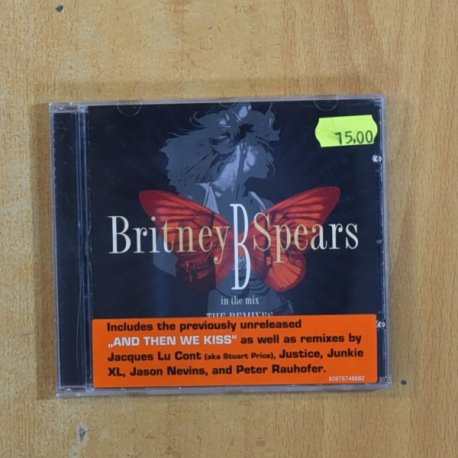 15,00
Britney B Spears
in the mix
THE REMIXES
Includes the previously unreleased
„AND THEN WE KISS“ as well as remixes by
Jacques Lu Cont (aka Stuart Price), Justice, Junkie
XL, Jason Nevins, and Peter Rauhofer.